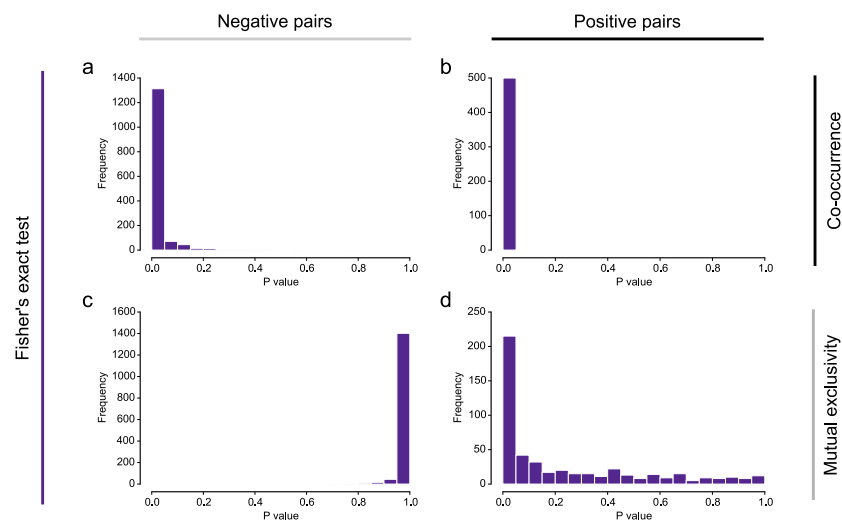 Negative pairs
Positive pairs
Fisher's exact test
Co-occurrence
Mutual exclusivity
a
1400
1200
1000
800
600
400
200
0
Frequency
0.0 0.2 0.4 0.6 0.8 1.0
P value
b
500
400
300
200
100
0
Frequency
0.0 0.2 0.4 0.6 0.8 1.0
P value
c
1600
1400
1200
1000
800
600
400
200
0
Frequency
0.0 0.2 0.4 0.6 0.8 1.0
P value
d
250
200
150
100
50
0
Frequency
0.0 0.2 0.4 0.6 0.8 1.0
P value